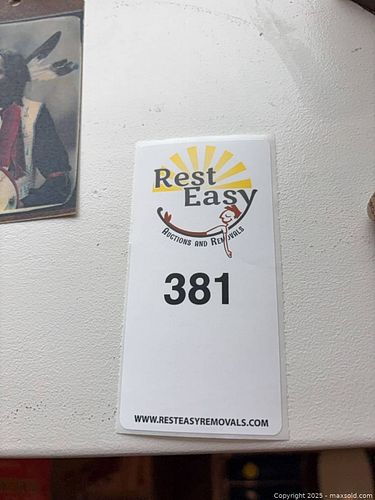 Rest
Easy
AUCTIONS AND REMOVALS
381
WWW.RESTEASYREMOVALS.COM
Copyright 2025 - maxsold.com